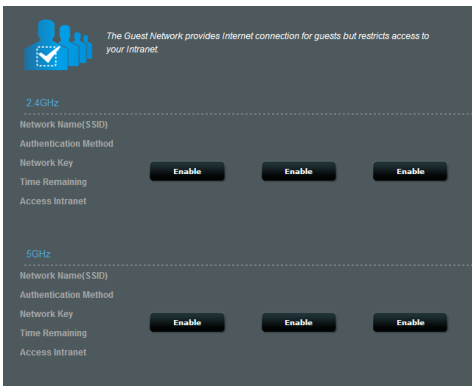 The Guest Network provides Internet connection for guests but restricts access to
your Intranet.
2.4GHz
Network Name(SSID)
Authentication Method
Network Key
Enable Enable Enable
Time Remaining
Access Intranet
5GHz
Network Name(SSID)
Authentication Method
Network Key
Enable Enable Enable
Time Remaining
Access Intranet